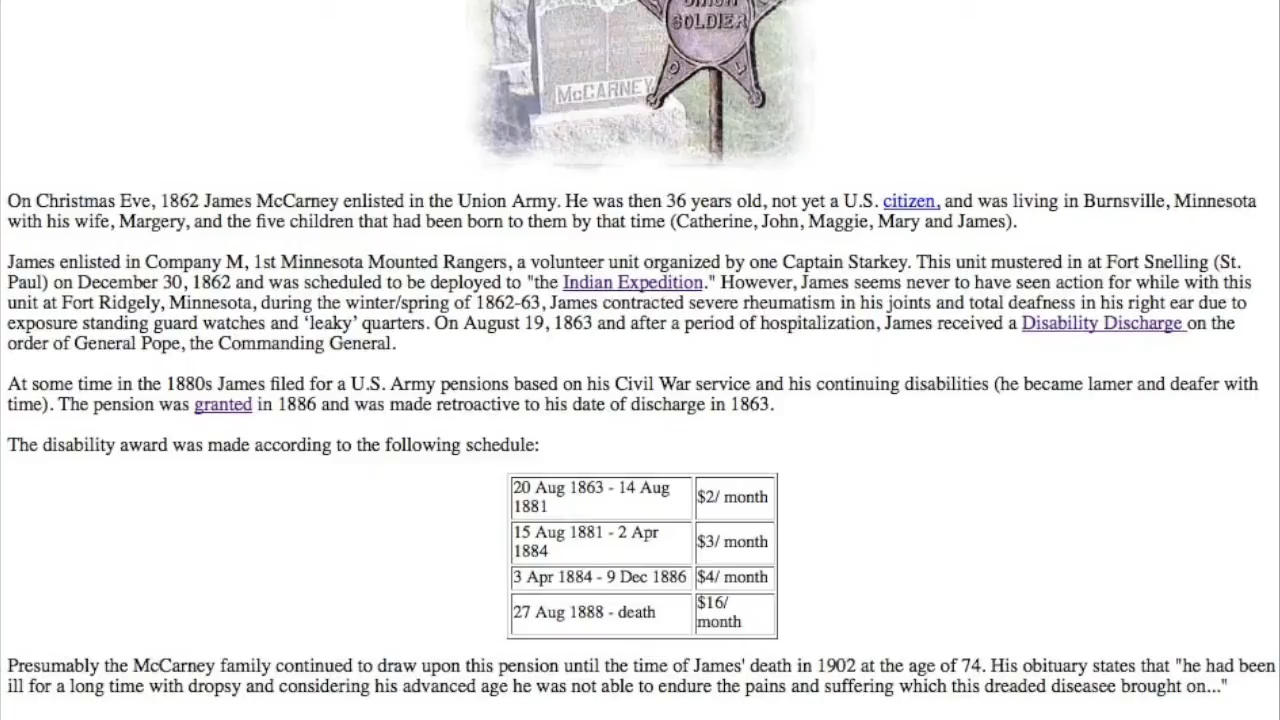 UNION
SOLDIER
McCARNEY
On Christmas Eve, 1862 James McCarney enlisted in the Union Army. He was then 36 years old, not yet a U.S. citizen, and was living in Burnsville, Minnesota
with his wife, Margery, and the five children that had been born to them by that time (Catherine, John, Maggie, Mary and James).
James enlisted in Company M, 1st Minnesota Mounted Rangers, a volunteer unit organized by one Captain Starkey. This unit mustered in at Fort Snelling (St.
Paul) on December 30, 1862 and was scheduled to be deployed to "the Indian Expedition." However, James seems never to have seen action for while with this
unit at Fort Ridgely, Minnesota, during the winter/spring of 1862-63, James contracted severe rheumatism in his joints and total deafness in his right ear due to
exposure standing guard watches and ‘leaky’ quarters. On August 19, 1863 and after a period of hospitalization, James received a Disability Discharge on the
order of General Pope, the Commanding General.
At some time in the 1880s James filed for a U.S. Army pensions based on his Civil War service and his continuing disabilities (he became lamer and deafer with
time). The pension was granted in 1886 and was made retroactive to his date of discharge in 1863.
The disability award was made according to the following schedule:
20 Aug 1863 - 14 Aug
1881
$2/ month
15 Aug 1881 - 2 Apr
1884
$3/ month
3 Apr 1884 - 9 Dec 1886
$4/ month
27 Aug 1888 - death
$16/
month
Presumably the McCarney family continued to draw upon this pension until the time of James' death in 1902 at the age of 74. His obituary states that "he had been
ill for a long time with dropsy and considering his advanced age he was not able to endure the pains and suffering which this dreaded diseasee brought on..."